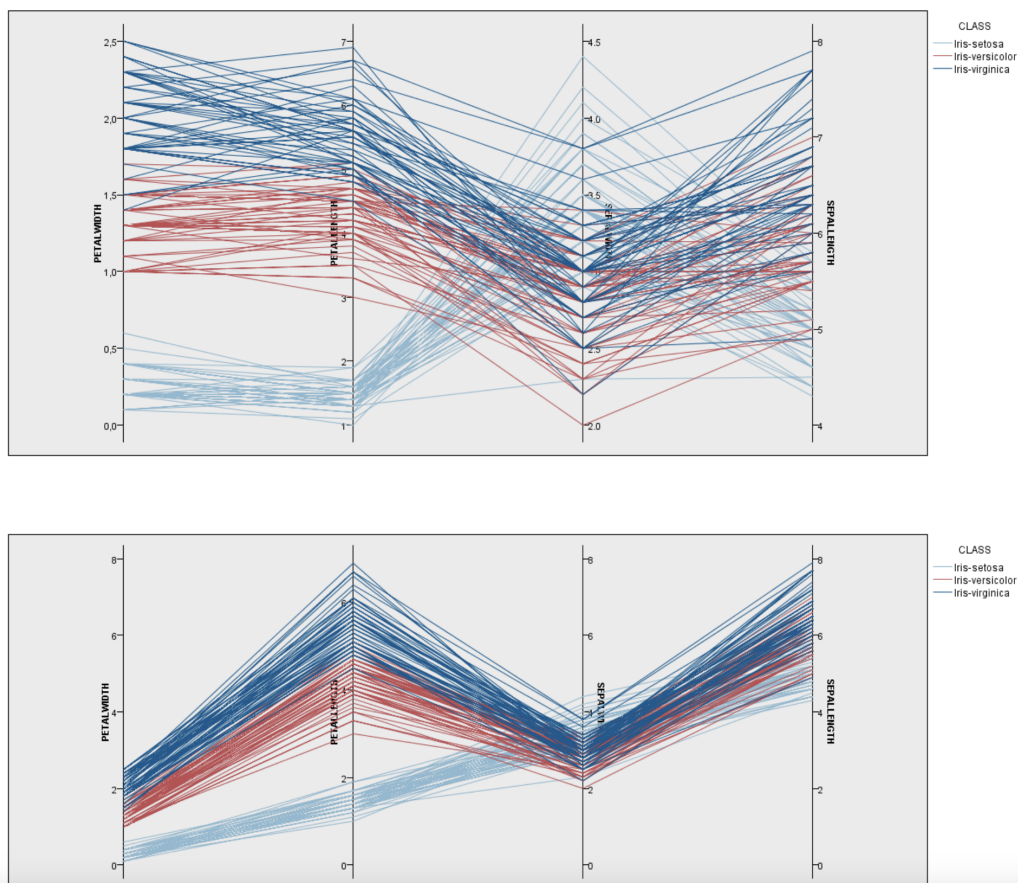 CLASS
Iris-setosa
Iris-versicolor
Iris-virginica
PETALWIDTH
2,5
2,0
1,5
1,0
0,5
0,0
PETALLENGTH
7
6
3
2
1
4.5
4.0
3.5
2.5
2.0
SEPALLENGTH
8
7
6
5
4
CLASS
Iris-setosa
Iris-versicolor
Iris-virginica
PETALWIDTH
8
6
4
2
0
PETALLENGTH
2
0
8
6
4
2
0
SEPALLENGTH
8
6
4
2
0